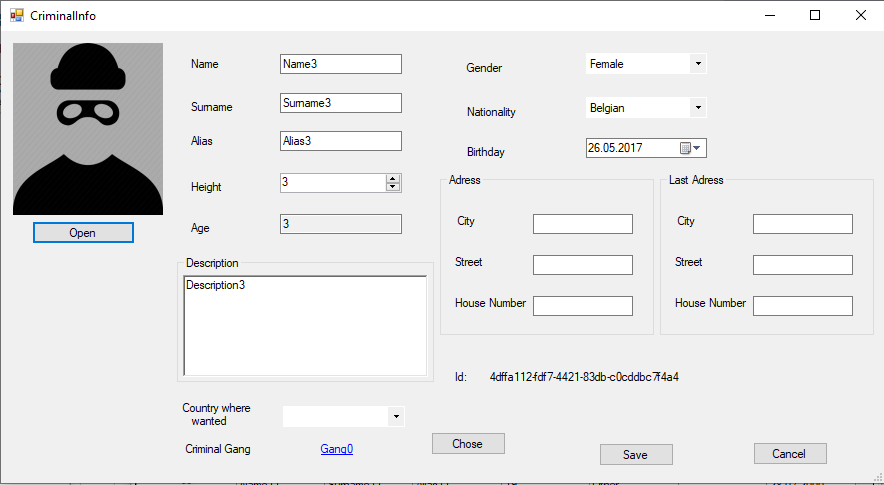 CriminalInfo
Name Name3
Gender Female
Surname Surname3
Nationality Belgian
Alias Alias3
Birthday 26.05.2017
Height 3
Age 3
Open
Adress
City
Street
House Number
Last Adress
City
Street
House Number
Description
Description3
Id: 4dffa112-fdf7-4421-83db-c0cddbc7f4a4
Country where
wanted
Criminal Gang Gang0
Chose
Save
Cancel